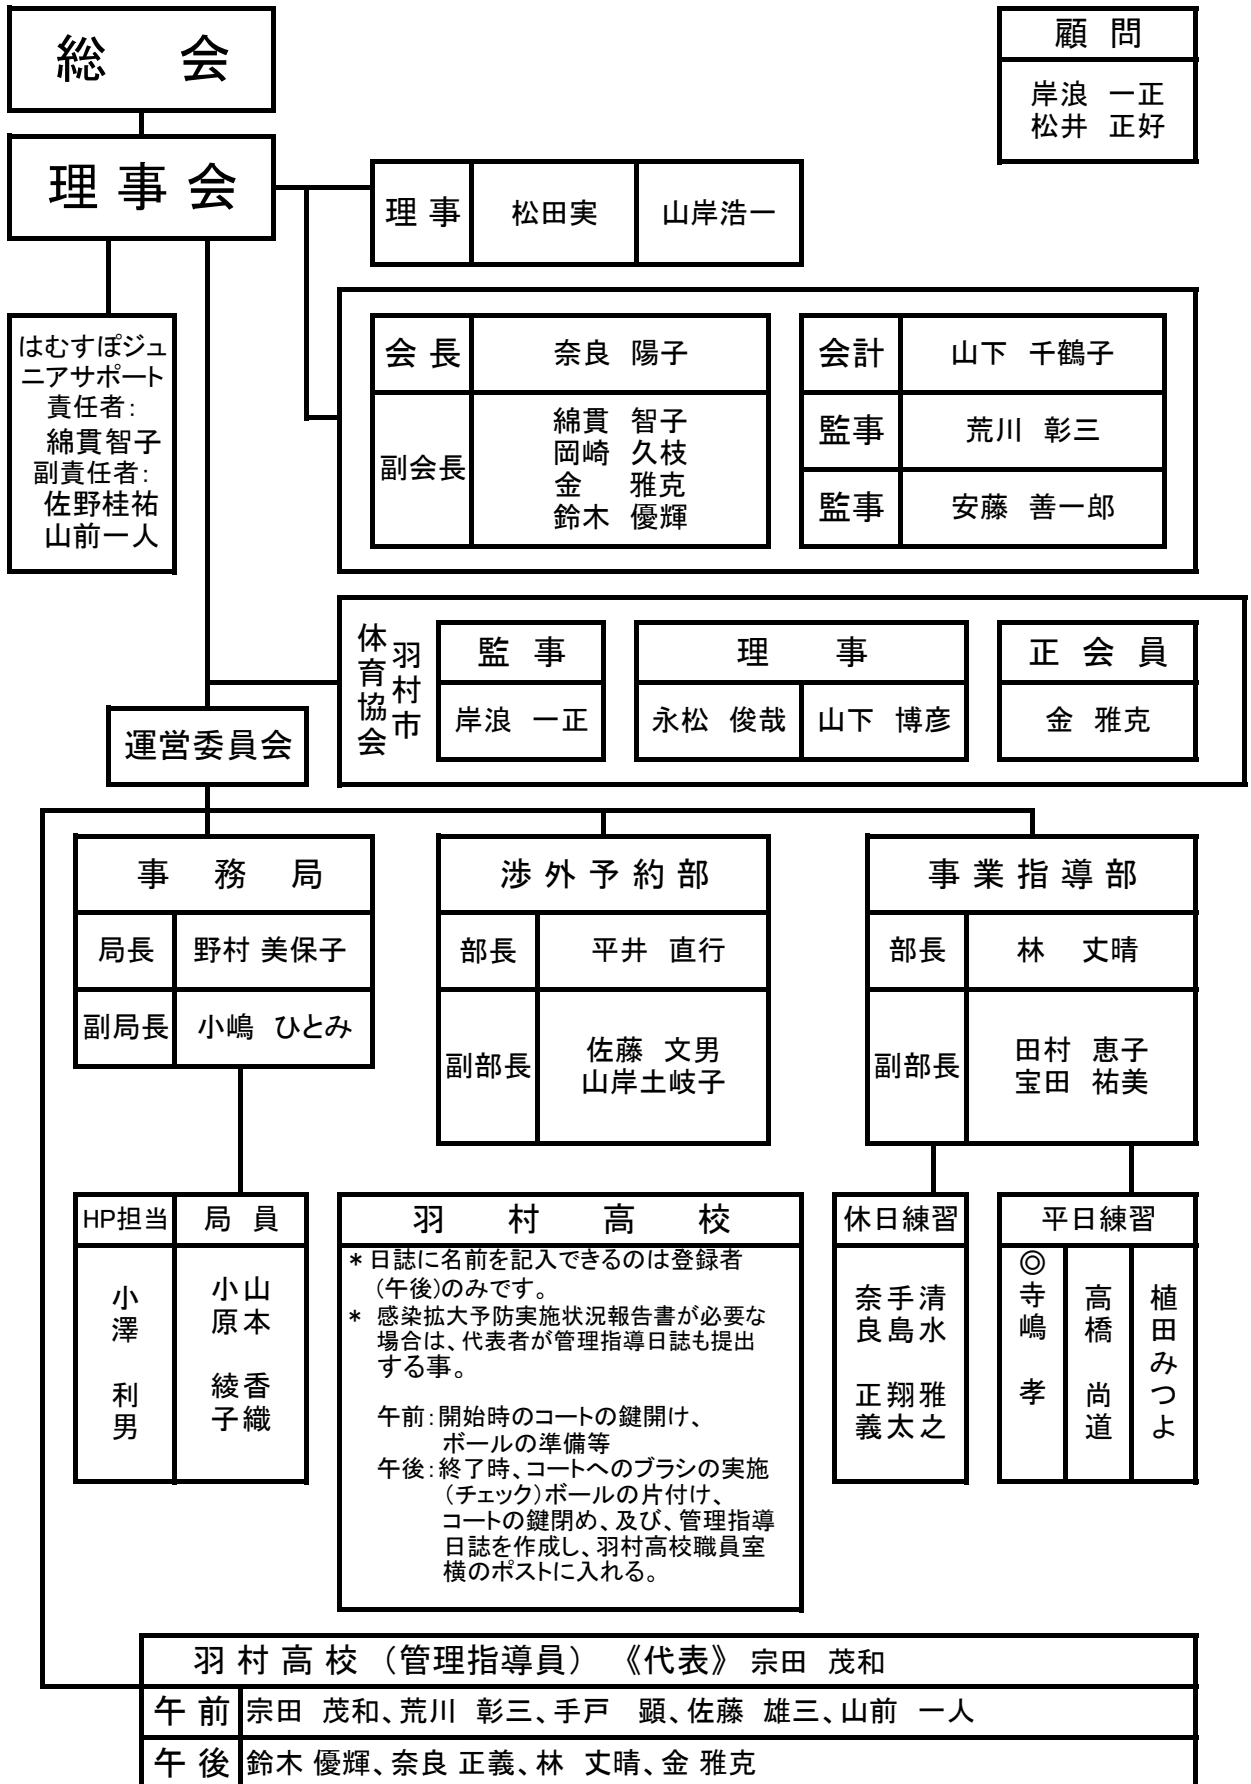 総　会
顧 問
岸浪　一正
松井　正好
理事会
理 事
松田実
山岸浩一
はむすぽジュ
ニアサポート
責任者：
綿貫智子
副責任者：
佐野桂祐
山前一人
会 長
奈良　陽子
副会長
綿貫　智子
岡崎　久枝
金　　雅克
鈴木　優輝
会計
山下　千鶴子
監事
荒川　彰三
監事
安藤　善一郎
羽村市
体育協会
監 事
岸浪　一正
理　事
永松　俊哉
山下　博彦
正 会 員
金 雅克
運営委員会
事 務 局
局長
野村 美保子
副局長
小嶋　ひとみ
渉外予約部
部長
平井　直行
副部長
佐藤　文男
山岸土岐子
事業指導部
部長
林　丈晴
副部長
田村　恵子
宝田　祐美
HP担当
小澤　利男
局 員
山本　香織
小原　綾子
羽 村 高 校
＊日誌に名前を記入できるのは登録者
(午後)のみです。
＊ 感染拡大予防実施状況報告書が必要な
場合は、代表者が管理指導日誌も提出
する事。
午前：開始時のコートの鍵開け、
ボールの準備等
午後：終了時、コートへのブラシの実施
（チェック）ボールの片付け、
コートの鍵閉め、及び、管理指導
日誌を作成し、羽村高校職員室
横のポストに入れる。
休日練習
清水　雅之
手島　翔太
奈良　正義
平日練習
◎寺嶋　孝
高橋　尚道
植田みつよ
羽 村 高 校 （管理指導員） 《代表》 宗田　茂和
午 前
宗田　茂和、荒川　彰三、手戸　顕、佐藤　雄三、山前　一人
午 後
鈴木 優輝、奈良 正義、林　丈晴、金 雅克